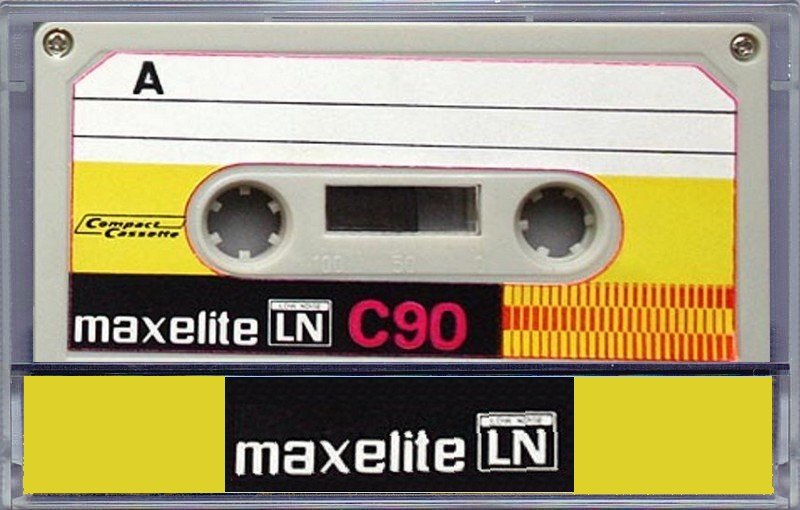 A
Compact
Cassette
100 50 0
LOW NOISE
maxelite LN C90
LOW NOISE
maxelite LN